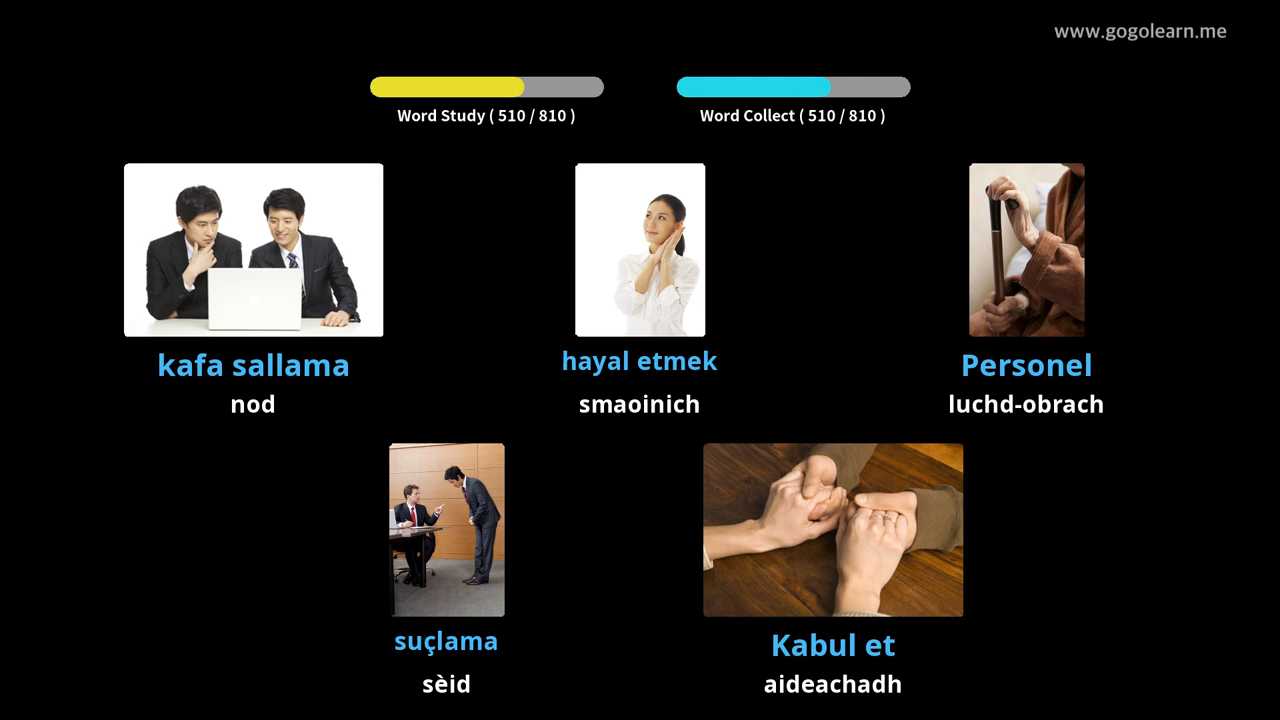 www.gogolearn.me
Word Study ( 510 / 810 )
Word Collect ( 510 / 810 )
kafa sallama
nod
hayal etmek
smaoinich
Personel
luchd-obrach
suçlama
sèid
Kabul et
aideachadh